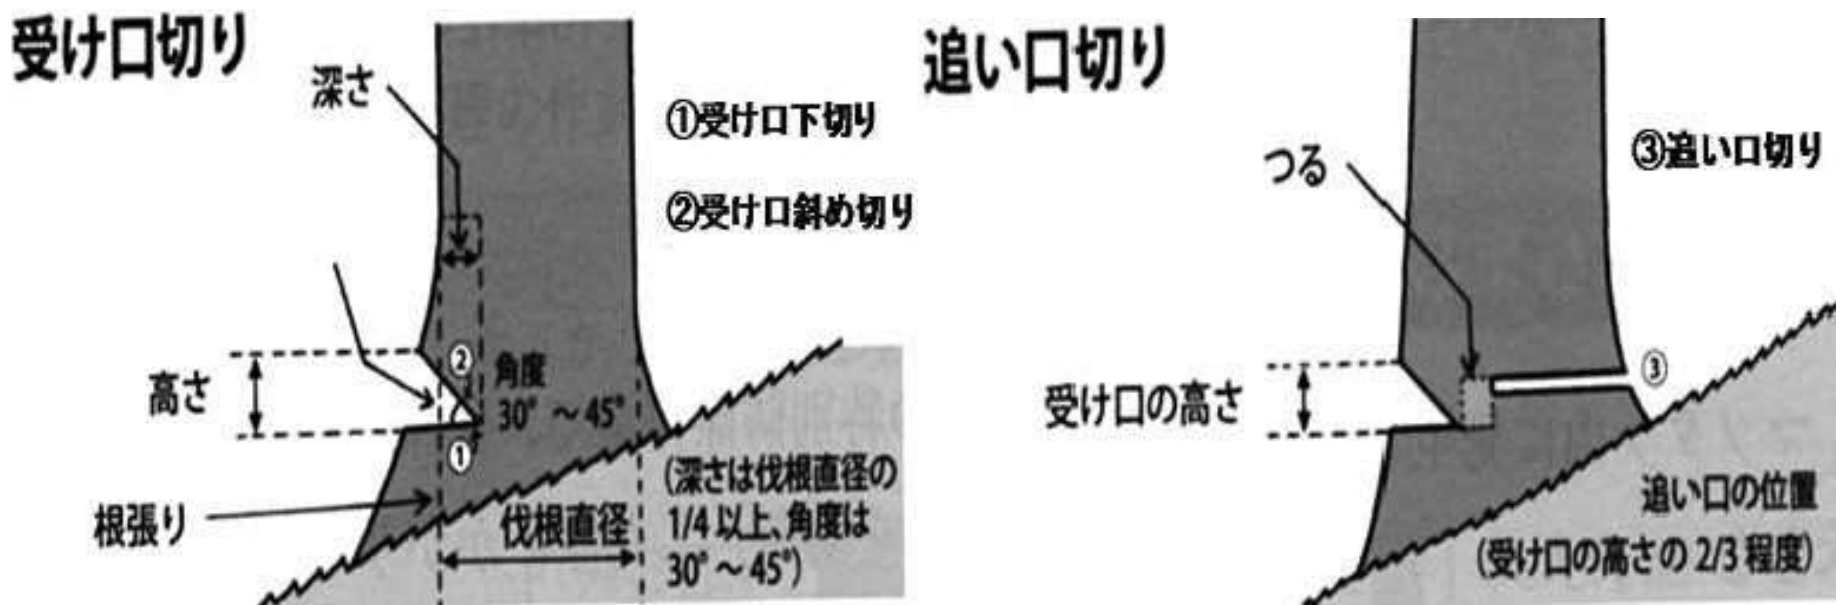 受け口切り
深さ
①受け口下切り
②受け口斜め切り
高さ
②
角度
30° ～ 45°
①
根張り
伐根直径
(深さは伐根直径の
1/4 以上、角度は
30° ～ 45°)
追い口切り
③追い口切り
つる
③
受け口の高さ
追い口の位置
(受け口の高さの 2/3 程度)